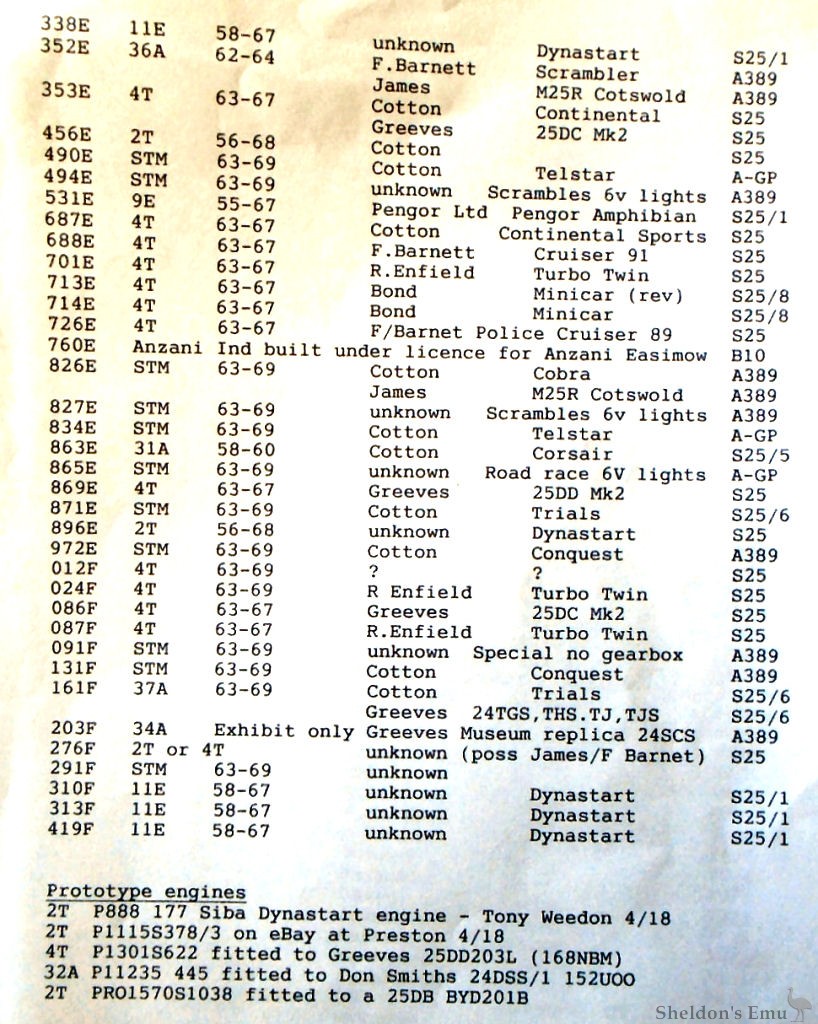 338E 11E 58-67 unknown Dynastart S25/1
352E 36A 62-64 F.Barnett Scrambler A389
James M25R Cotswold A389
353E 4T 63-67 Cotton Continental S25
Greeves 25DC Mk2 S25
456E 2T 56-68 Cotton S25
490E STM 63-69 Cotton Telstar A-GP
494E STM 63-69 unknown Scrambles 6v lights A389
531E 9E 55-67 Pengor Ltd Pengor Amphibian S25/1
687E 4T 63-67 Cotton Continental Sports S25
688E 4T 63-67 F.Barnett Cruiser 91 S25
701E 4T 63-67 R.Enfield Turbo Twin S25
713E 4T 63-67 Bond Minicar (rev) S25/8
714E 4T 63-67 Bond Minicar S25/8
726E 4T 63-67 F/Barnet Police Cruiser 89 S25
760E Anzani Ind built under licence for Anzani Easimow B10
826E STM 63-69 Cotton Cobra A389
James M25R Cotswold A389
827E STM 63-69 unknown Scrambles 6v lights A389
834E STM 63-69 Cotton Telstar A-GP
863E 31A 58-60 Cotton Corsair S25/5
865E STM 63-69 unknown Road race 6V lights A-GP
869E 4T 63-67 Greeves 25DD Mk2 S25
871E STM 63-69 Cotton Trials S25/6
896E 2T 56-68 unknown Dynastart S25
972E STM 63-69 Cotton Conquest A389
012F 4T 63-69 ? ? S25
024F 4T 63-69 R Enfield Turbo Twin S25
086F 4T 63-67 Greeves 25DC Mk2 S25
087F 4T 63-67 R.Enfield Turbo Twin S25
091F STM 63-69 unknown Special no gearbox A389
131F STM 63-69 Cotton Conquest A389
161F 37A 63-69 Cotton Trials S25/6
Greeves 24TGS,THS.TJ,TJS S25/6
203F 34A Exhibit only Greeves Museum replica 24SCS A389
276F 2T or 4T unknown (poss James/F Barnet) S25
291F STM 63-69 unknown
310F 11E 58-67 unknown Dynastart S25/1
313F 11E 58-67 unknown Dynastart S25/1
419F 11E 58-67 unknown Dynastart S25/1
Prototype engines
2T P888 177 Siba Dynastart engine - Tony Weedon 4/18
2T P1115S378/3 on eBay at Preston 4/18
4T P1301S622 fitted to Greeves 25DD203L (168NBM)
32A P11235 445 fitted to Don Smiths 24DSS/1 152UOO
2T PRO1570S1038 fitted to a 25DB BYD201B
Sheldon's Emu